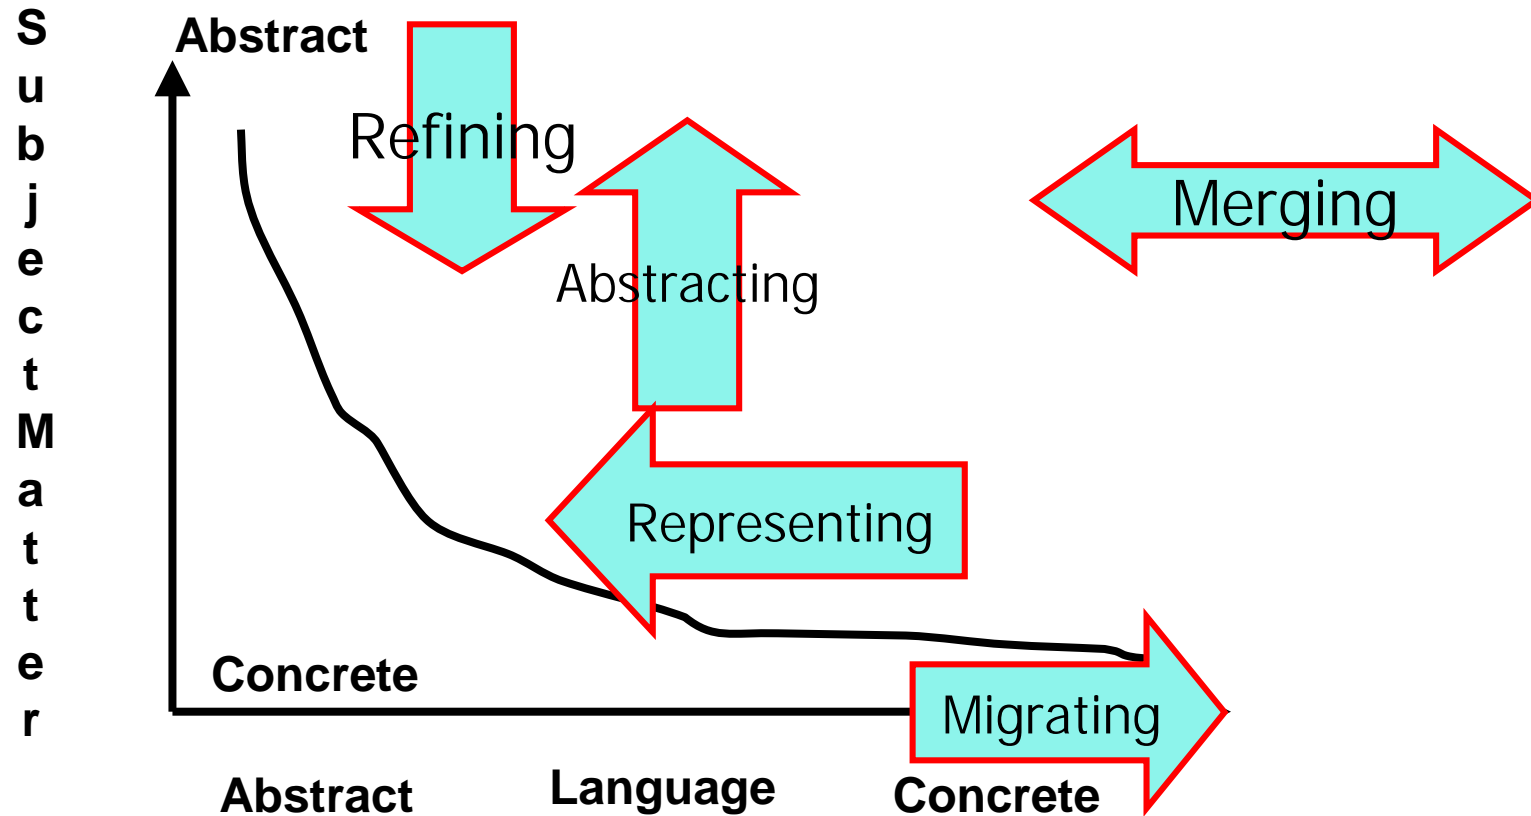 Subject Matter
Abstract
Refining
Abstracting
Merging
Representing
Concrete
Migrating
Abstract
Language
Concrete